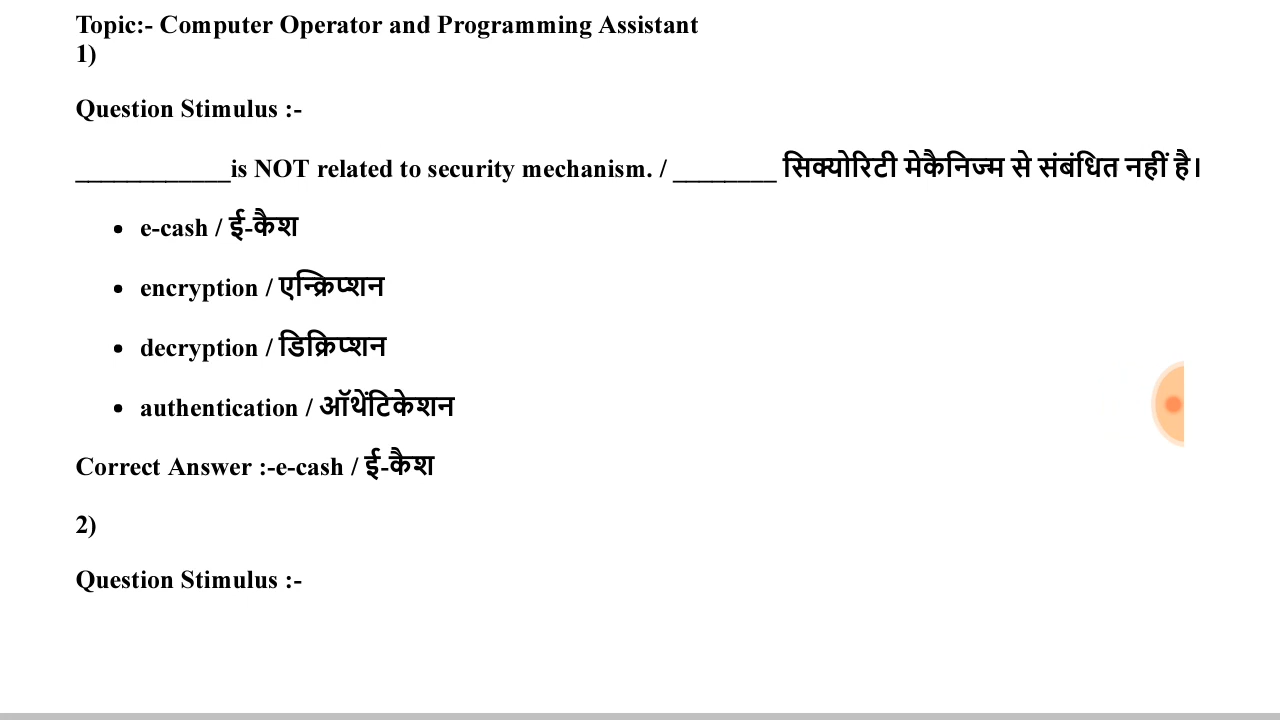 Topic:- Computer Operator and Programming Assistant
1)
Question Stimulus :-
____________is NOT related to security mechanism. / ________ सिक्योरिटी मेकैनिज्म से संबंधित नहीं है।
• e-cash / ई-कैश
• encryption / एन्क्रिप्शन
• decryption / डिक्रिप्शन
• authentication / ऑथेंटिकेशन
Correct Answer :-e-cash / ई-कैश
2)
Question Stimulus :-